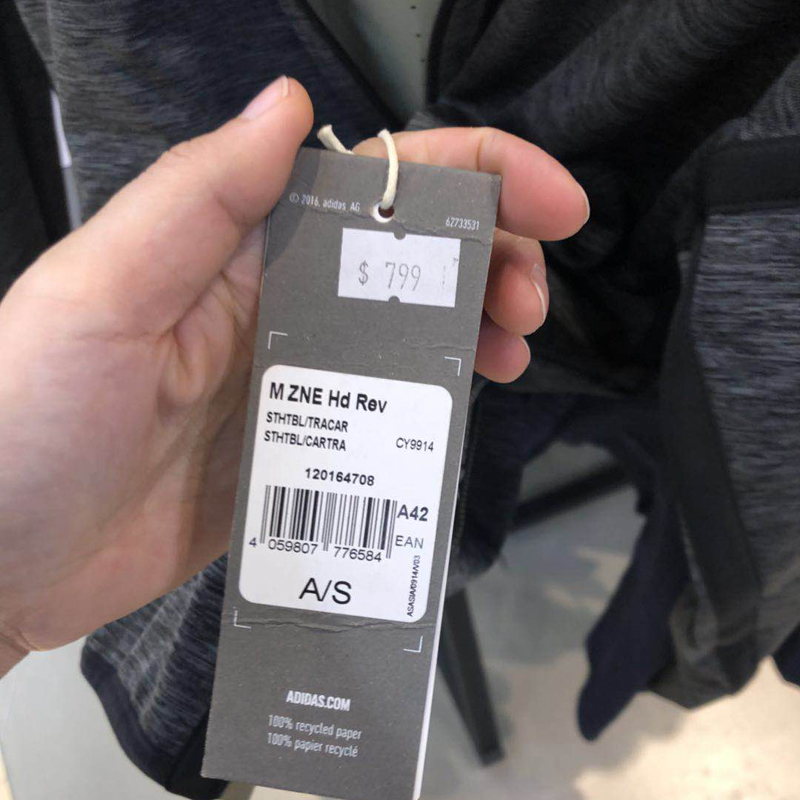 © 2016, adidas AG
62733531
$ 799
M ZNE Hd Rev
STHTBL/TRACAR
STHTBL/CARTRA CY9914
120164708
A42
4 059807 776584 EAN
A/S
ADIDAS.COM
100% recycled paper
100% papier recyclé